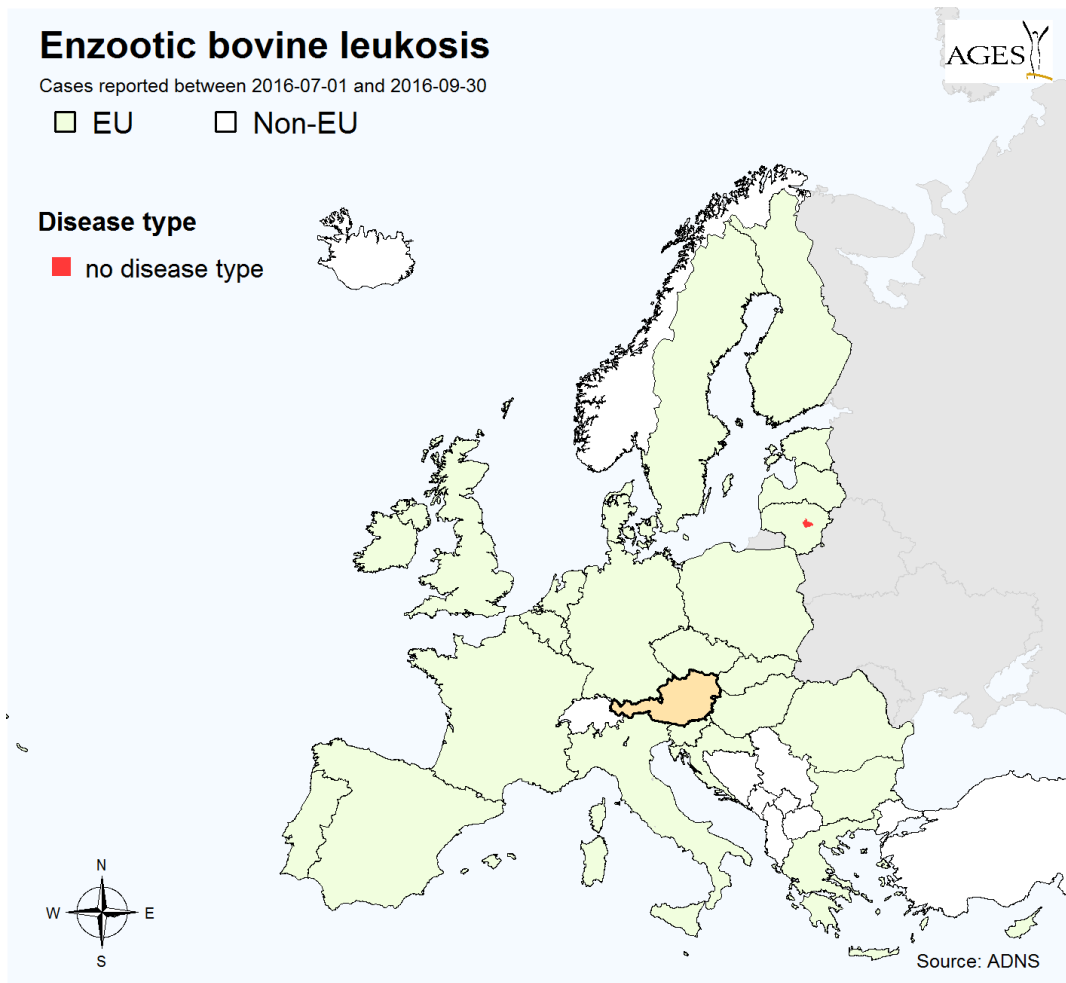 Enzootic bovine leukosis
Cases reported between 2016-07-01 and 2016-09-30
EU Non-EU
AGES
Disease type
no disease type
N
W E
S
Source: ADNS